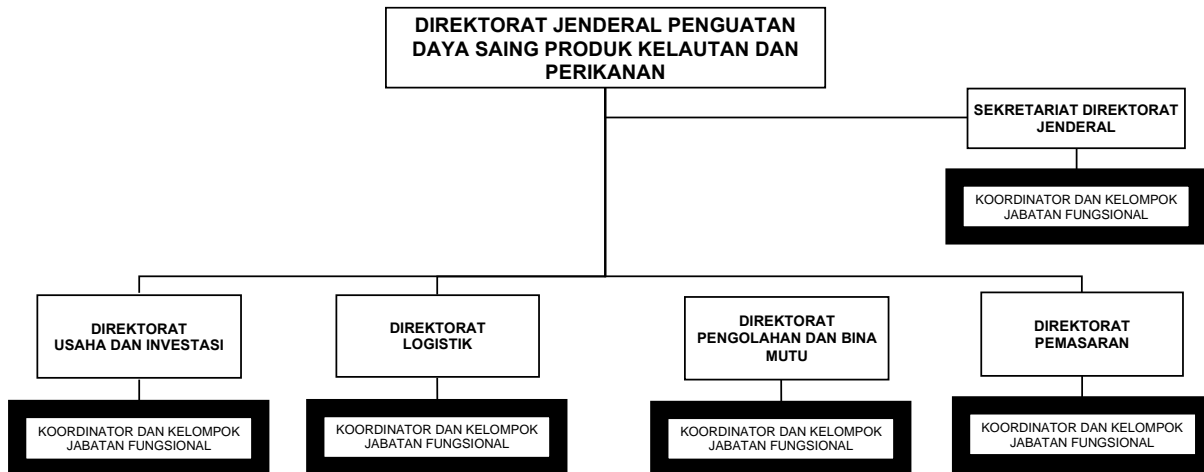 DIREKTORAT JENDERAL PENGUATAN
DAYA SAING PRODUK KELAUTAN DAN
PERIKANAN
SEKRETARIAT DIREKTORAT
JENDERAL
KOORDINATOR DAN KELOMPOK
JABATAN FUNGSIONAL
DIREKTORAT
USAHA DAN INVESTASI
DIREKTORAT
LOGISTIK
DIREKTORAT
PENGOLAHAN DAN BINA
MUTU
DIREKTORAT
PEMASARAN
KOORDINATOR DAN KELOMPOK
JABATAN FUNGSIONAL
KOORDINATOR DAN KELOMPOK
JABATAN FUNGSIONAL
KOORDINATOR DAN KELOMPOK
JABATAN FUNGSIONAL
KOORDINATOR DAN KELOMPOK
JABATAN FUNGSIONAL